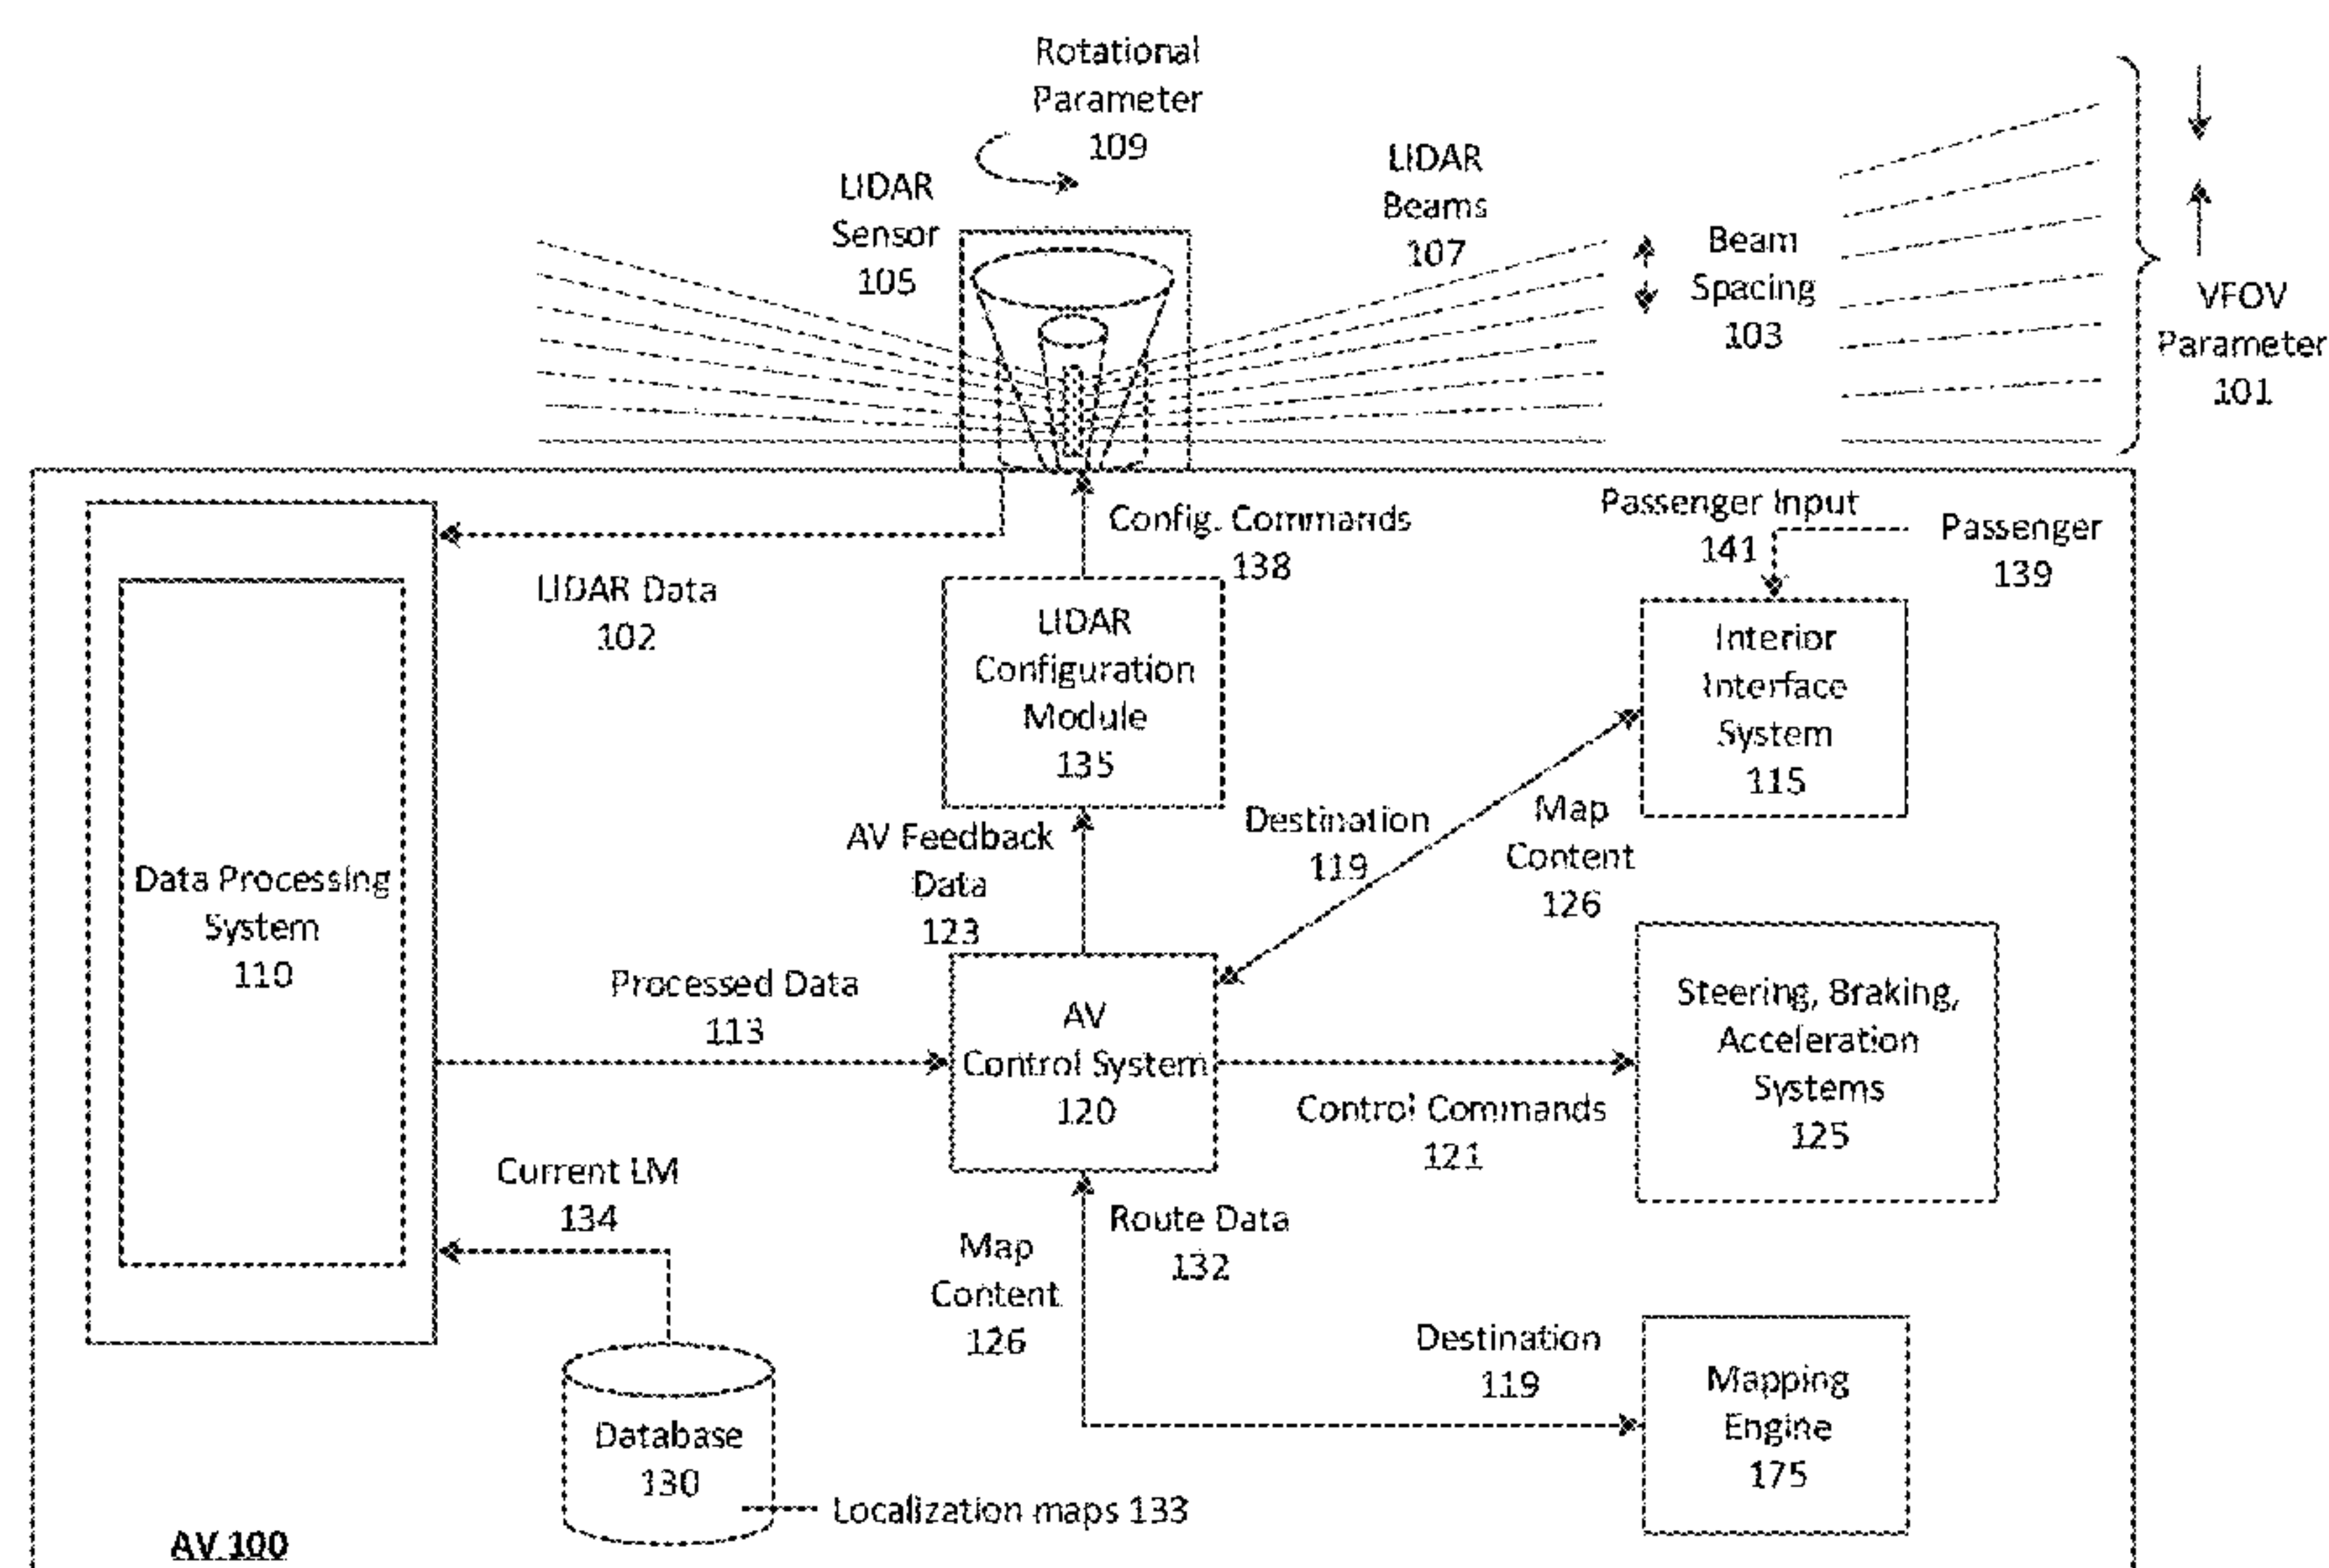 Rotational
Parameter
109
LIDAR
Sensor
105
LIDAR
Beams
107
Beam
Spacing
103
VFOV
Parameter
101
Config. Commands
138
Passenger Input
141
Passenger
139
LIDAR Data
102
LIDAR
Configuration
Module
135
Interior
Interface
System
115
Data Processing
System
110
AV Feedback
Data
123
Destination
119
Map
Content
126
Processed Data
113
AV
Control System
120
Steering, Braking,
Acceleration
Systems
125
Control Commands
121
Current LM
134
Map
Content
126
Route Data
132
Destination
119
Mapping
Engine
175
Database
130
Localization maps 133
AV 100